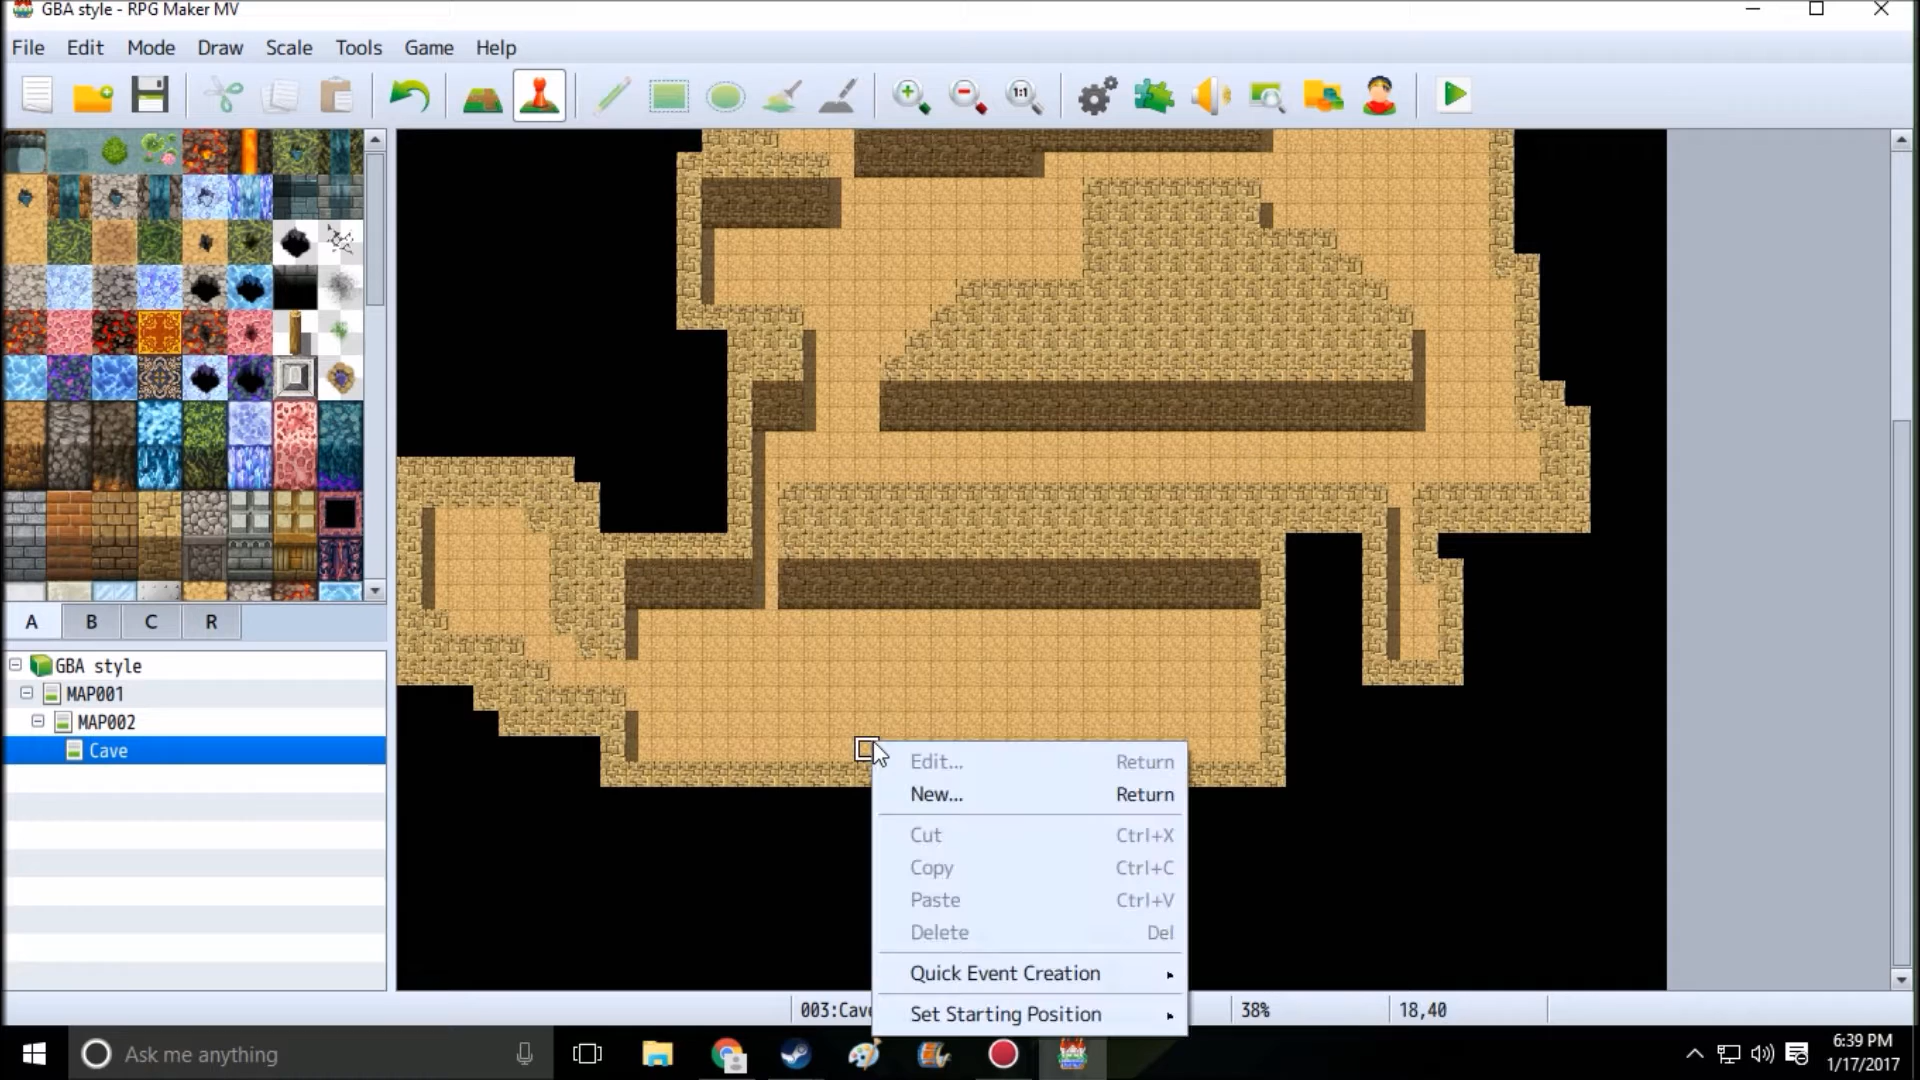 GBA style - RPG Maker MV
File Edit Mode Draw Scale Tools Game Help
1:1
A B C R
GBA style
MAP001
MAP002
Cave
Edit... Return
New... Return
Cut Ctrl+X
Copy Ctrl+C
Paste Ctrl+V
Delete Del
Quick Event Creation
Set Starting Position
003:Cave 38% 18,40
Ask me anything
6:39 PM
1/17/2017